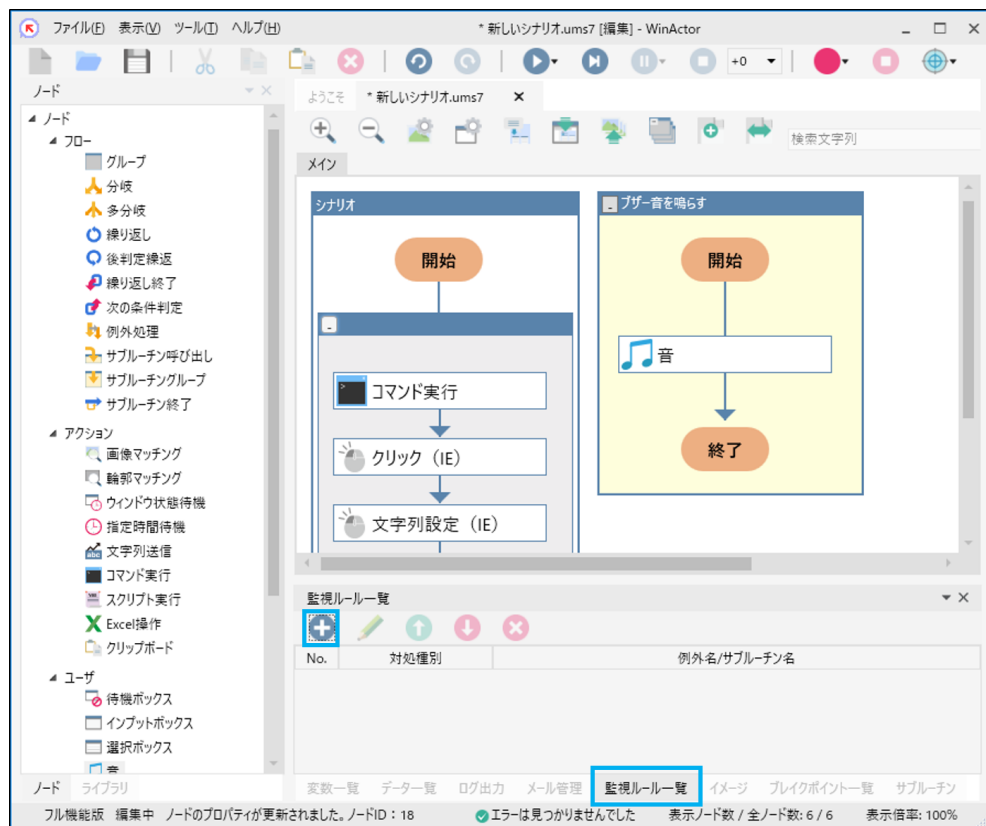 ファイル(F) 表示(V) ツール(T) ヘルプ(H)
* 新しいシナリオ.ums7 [編集] - WinActor
+0
ノード
ノード
フロー
グループ
分岐
多分岐
繰り返し
後判定繰返
繰り返し終了
次の条件判定
例外処理
サブルーチン呼び出し
サブルーチングループ
サブルーチン終了
アクション
画像マッチング
輪郭マッチング
ウィンドウ状態待機
指定時間待機
文字列送信
コマンド実行
スクリプト実行
Excel操作
クリップボード
ユーザ
待機ボックス
インプットボックス
選択ボックス
音
ノード ライブラリ
ようこそ * 新しいシナリオ.ums7
検索文字列
メイン
シナリオ
開始
コマンド実行
クリック（IE）
文字列設定（IE）
ブザー音を鳴らす
開始
音
終了
監視ルール一覧
No. 対処種別 例外名/サブルーチン名
変数一覧 データ一覧 ログ出力 メール管理 監視ルール一覧 イメージ ブレイクポイント一覧 サブルーチン
フル機能版 編集中 ノードのプロパティが更新されました。ノードID：18 エラーは見つかりませんでした 表示ノード数 / 全ノード数: 6 / 6 表示倍率: 100%